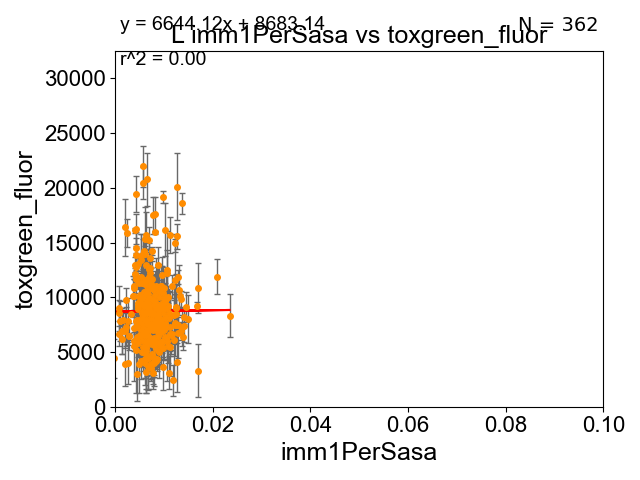 y = 6644.12x + 8683.14
N = 362
L imm1PerSasa vs toxgreen_fluor
r^2 = 0.00
30000
25000
20000
15000
10000
5000
0
toxgreen_fluor
0.00 0.02 0.04 0.06 0.08 0.10
imm1PerSasa